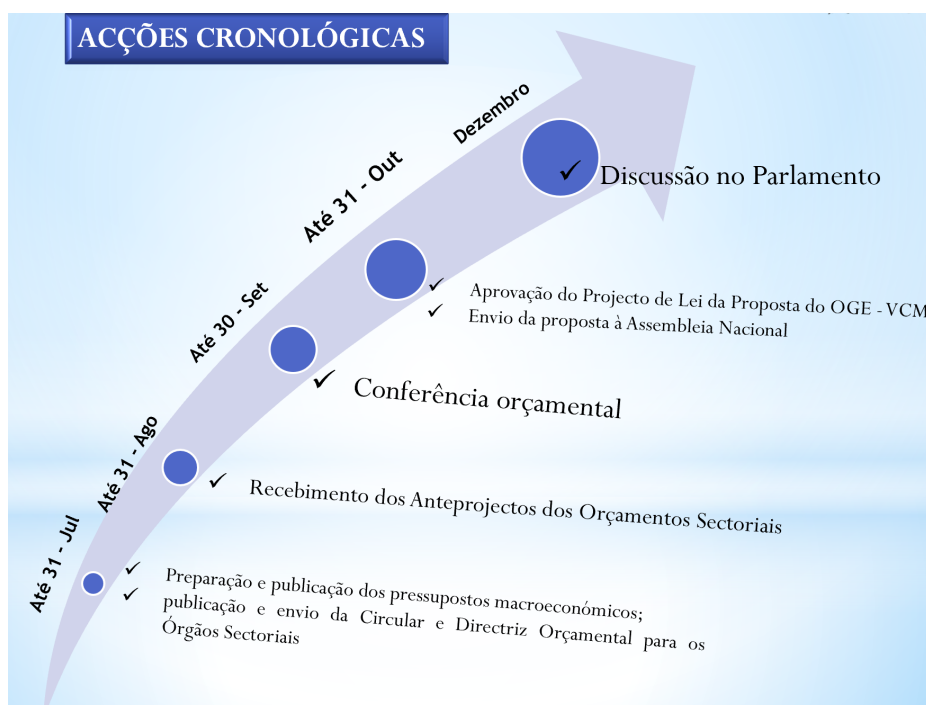 ACÇÕES CRONOLÓGICAS
Dezembro
✓ Discussão no Parlamento
Até 31 - Out
✓ Aprovação do Projecto de Lei da Proposta do OGE - VCM
✓ Envio da proposta à Assembleia Nacional
Até 30 - Set
✓ Conferência orçamental
Até 31 - Ago
✓ Recebimento dos Anteprojectos dos Orçamentos Sectoriais
Até 31 - Jul
✓ Preparação e publicação dos pressupostos macroeconómicos;
✓ publicação e envio da Circular e Directriz Orçamental para os
Órgãos Sectoriais